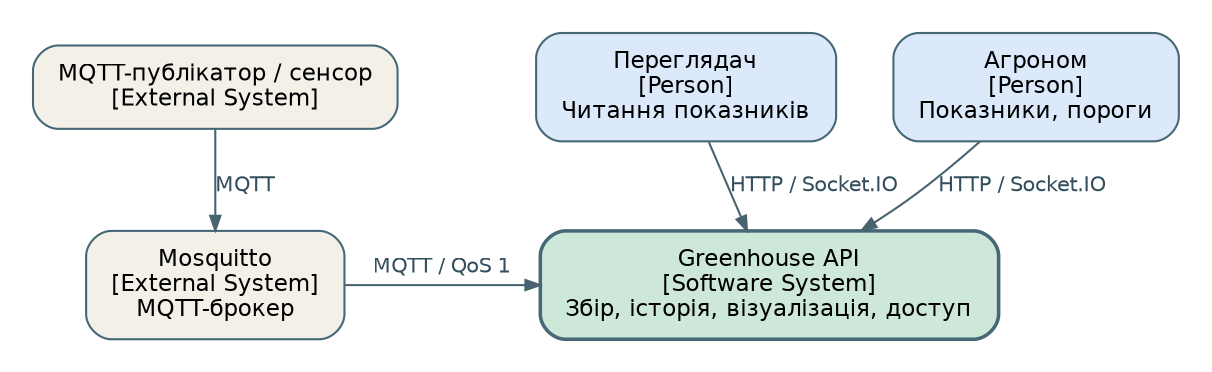 MQTT-публікатор / сенсор
[External System]
Переглядач
[Person]
Читання показників
Агроном
[Person]
Показники, пороги
MQTT
HTTP / Socket.IO
HTTP / Socket.IO
Mosquitto
[External System]
MQTT-брокер
MQTT / QoS 1
Greenhouse API
[Software System]
Збір, історія, візуалізація, доступ